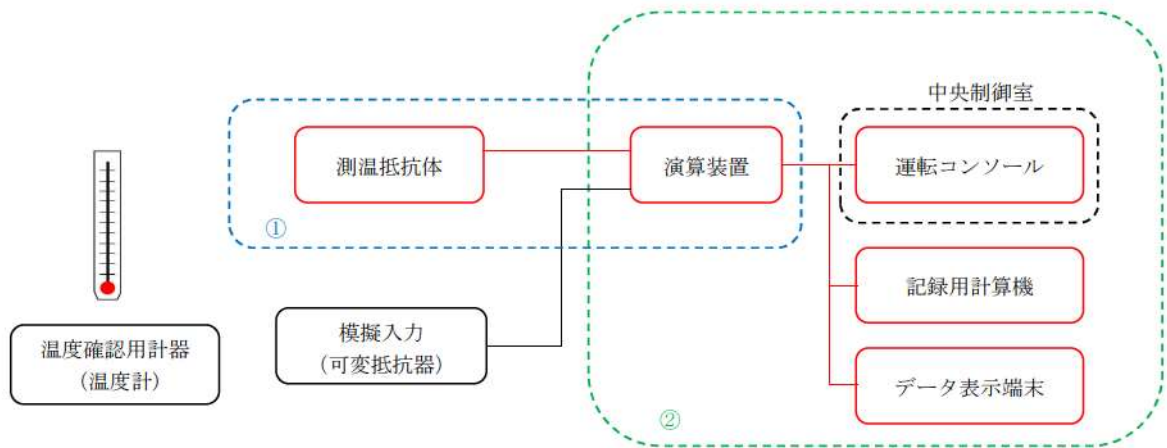 中央制御室
測温抵抗体
演算装置
運転コンソール
①
記録用計算機
模擬入力
（可変抵抗器）
温度確認用計器
（温度計）
データ表示端末
②